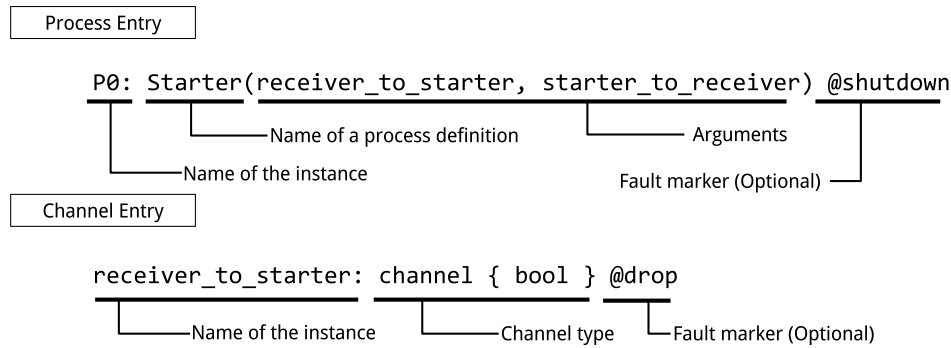 Process Entry
P0: Starter(receiver_to_starter, starter_to_receiver) @shutdown
Name of a process definition
Arguments
Name of the instance
Fault marker (Optional)
Channel Entry
receiver_to_starter: channel { bool } @drop
Name of the instance
Channel type
Fault marker (Optional)